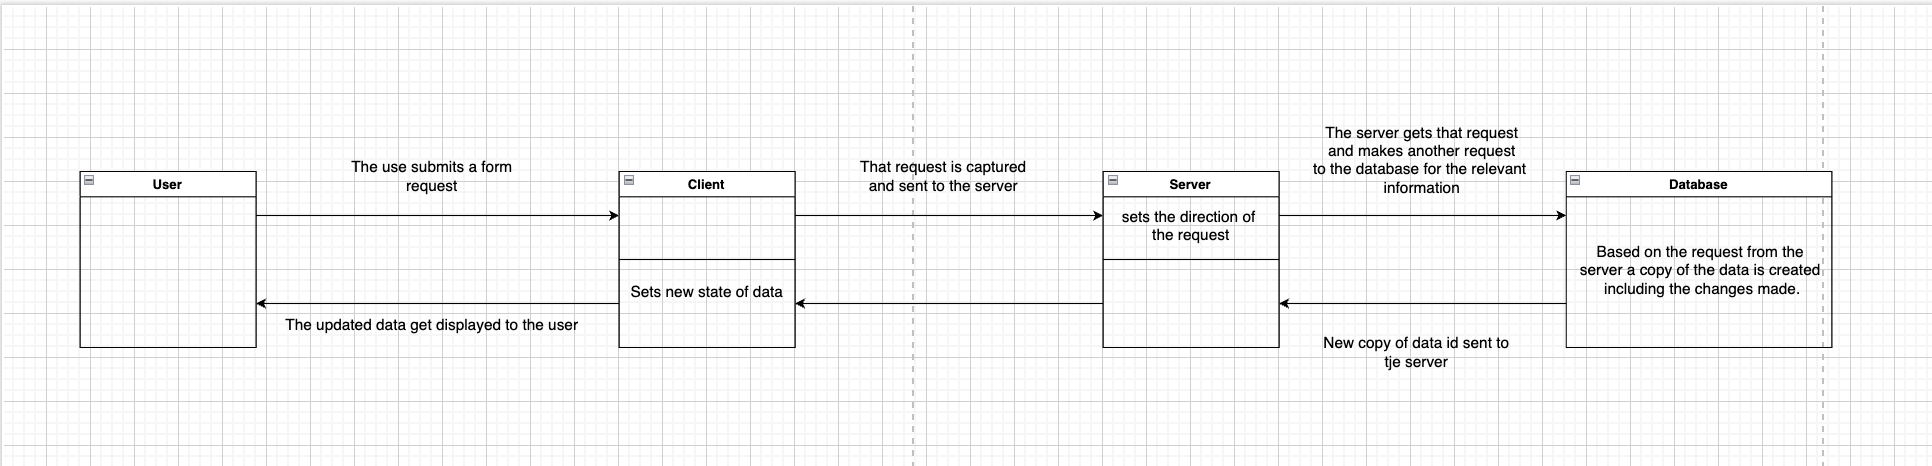 The use submits a form
request
That request is captured
and sent to the server
The server gets that request
and makes another request
to the database for the relevant
information
User
Client
Server
Database
sets the direction of
the request
Based on the request from the
server a copy of the data is created
including the changes made.
Sets new state of data
The updated data get displayed to the user
New copy of data id sent to
tje server